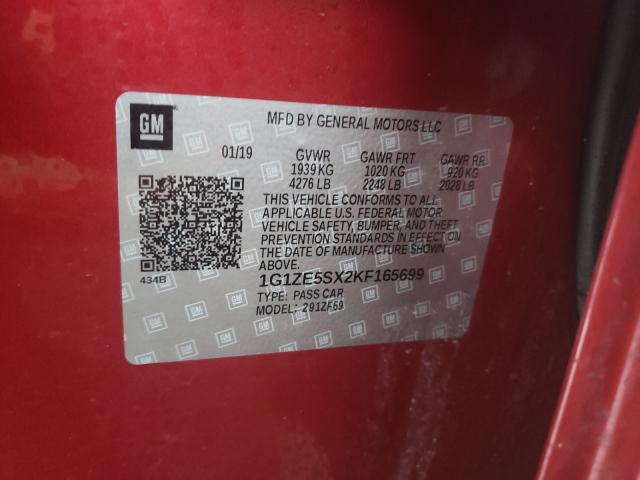 GM
MFD BY GENERAL MOTORS LLC
01/19 GVWR GAWR FRT GAWR RR
1939 KG 1020 KG 920 KG
4276 LB 2248 LB 2028 LB
THIS VEHICLE CONFORMS TO ALL
APPLICABLE U.S. FEDERAL MOTOR
VEHICLE SAFETY, BUMPER, AND THEFT
PREVENTION STANDARDS IN EFFECT ON
THE DATE OF MANUFACTURE SHOWN
ABOVE.
434B
1G1ZE5SX2KF165699
TYPE: PASS CAR
MODEL: 291ZF69